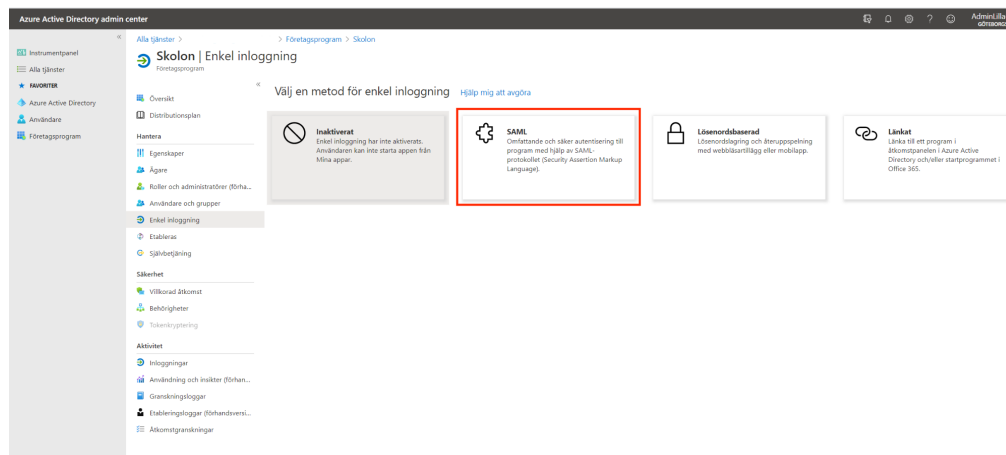 Azure Active Directory admin center
AdminLilla
GÖTEBORG
Instrumentpanel
Alla tjänster
FAVORITER
Azure Active Directory
Användare
Företagsprogram
Alla tjänster > > Företagsprogram > Skolon
Skolon | Enkel inloggning
Företagsprogram
Översikt
Distributionsplan
Hantera
Egenskaper
Ägare
Roller och administratörer (förha...
Användare och grupper
Enkel inloggning
Etableras
Självbetjäning
Säkerhet
Villkorad åtkomst
Behörigheter
Tokenkryptering
Aktivitet
Inloggningar
Användning och insikter (förhan...
Granskningsloggar
Etableringsloggar (förhandsversi...
Åtkomstgranskningar
Välj en metod för enkel inloggning Hjälp mig att avgöra
Inaktiverat
Enkel inloggning har inte aktiverats.
Användaren kan inte starta appen från
Mina appar.
SAML
Omfattande och säker autentisering till
program med hjälp av SAML-
protokollet (Security Assertion Markup
Language).
Lösenordsbaserad
Lösenordslagring och återuppspelning
med webbläsartillägg eller mobilapp.
Länkat
Länka till ett program i
åtkomstpanelen i Azure Active
Directory och/eller startprogrammet i
Office 365.